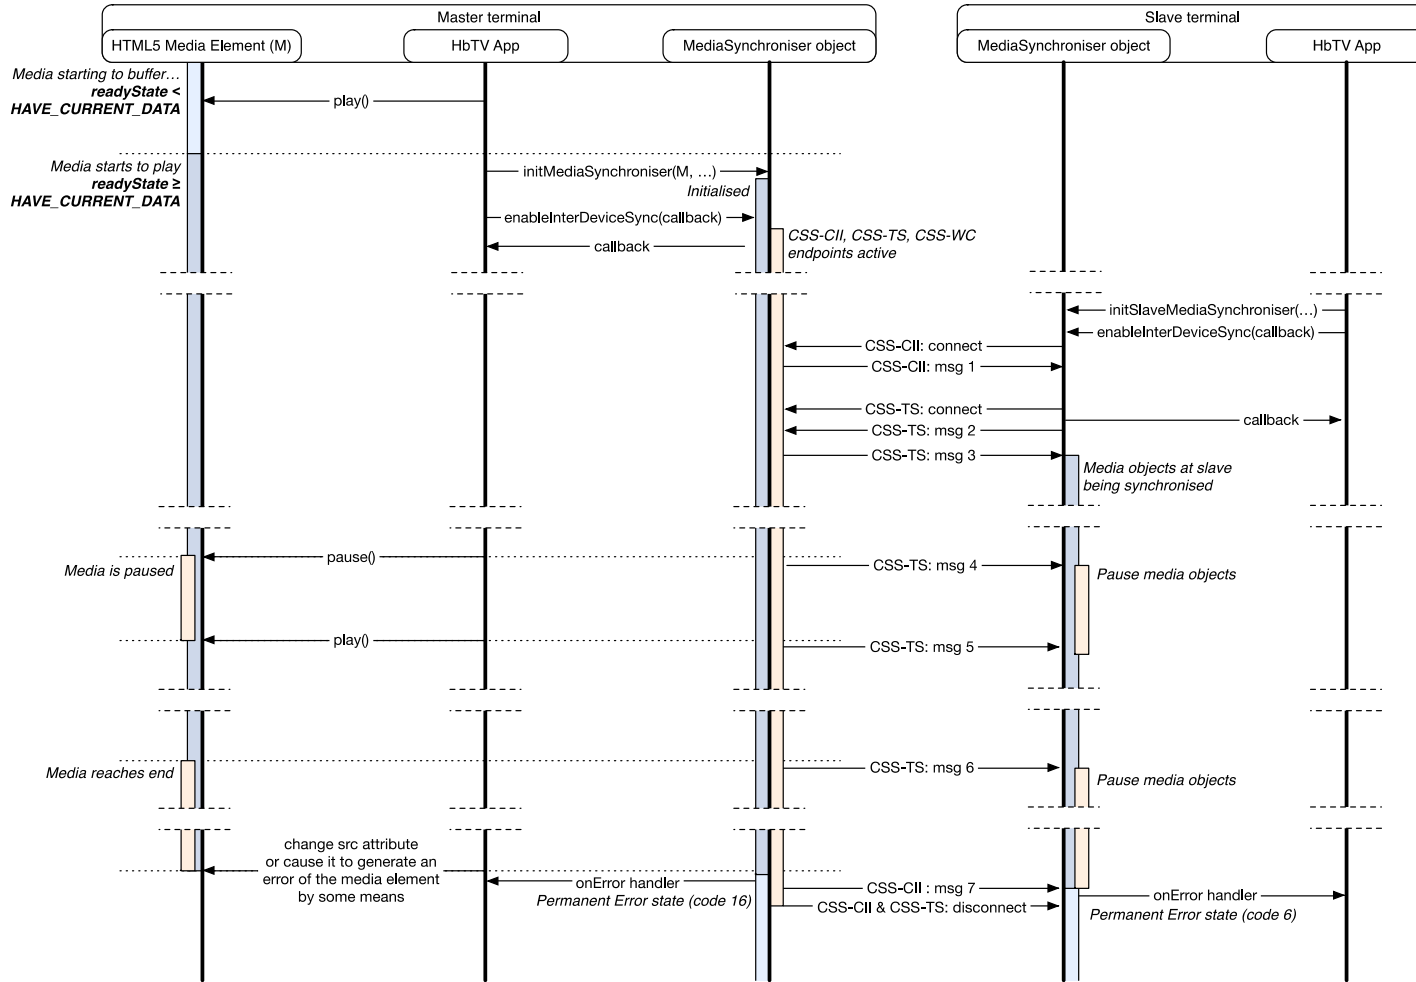 Master terminal
Slave terminal
HTML5 Media Element (M)
HbTV App
MediaSynchroniser object
MediaSynchroniser object
HbTV App
Media starting to buffer…
readyState <
HAVE_CURRENT_DATA
play()
Media starts to play
readyState ≥
HAVE_CURRENT_DATA
initMediaSynchroniser(M, …)
Initialised
enableInterDeviceSync(callback)
callback
CSS-CII, CSS-TS, CSS-WC
endpoints active
initSlaveMediaSynchroniser(…)
enableInterDeviceSync(callback)
CSS-CII: connect
CSS-CII: msg 1
CSS-TS: connect
callback
CSS-TS: msg 2
CSS-TS: msg 3
Media objects at slave
being synchronised
pause()
Media is paused
CSS-TS: msg 4
Pause media objects
play()
CSS-TS: msg 5
Media reaches end
CSS-TS: msg 6
Pause media objects
change src attribute
or cause it to generate an
error of the media element
by some means
onError handler
Permanent Error state (code 16)
CSS-CII : msg 7
CSS-CII & CSS-TS: disconnect
onError handler
Permanent Error state (code 6)